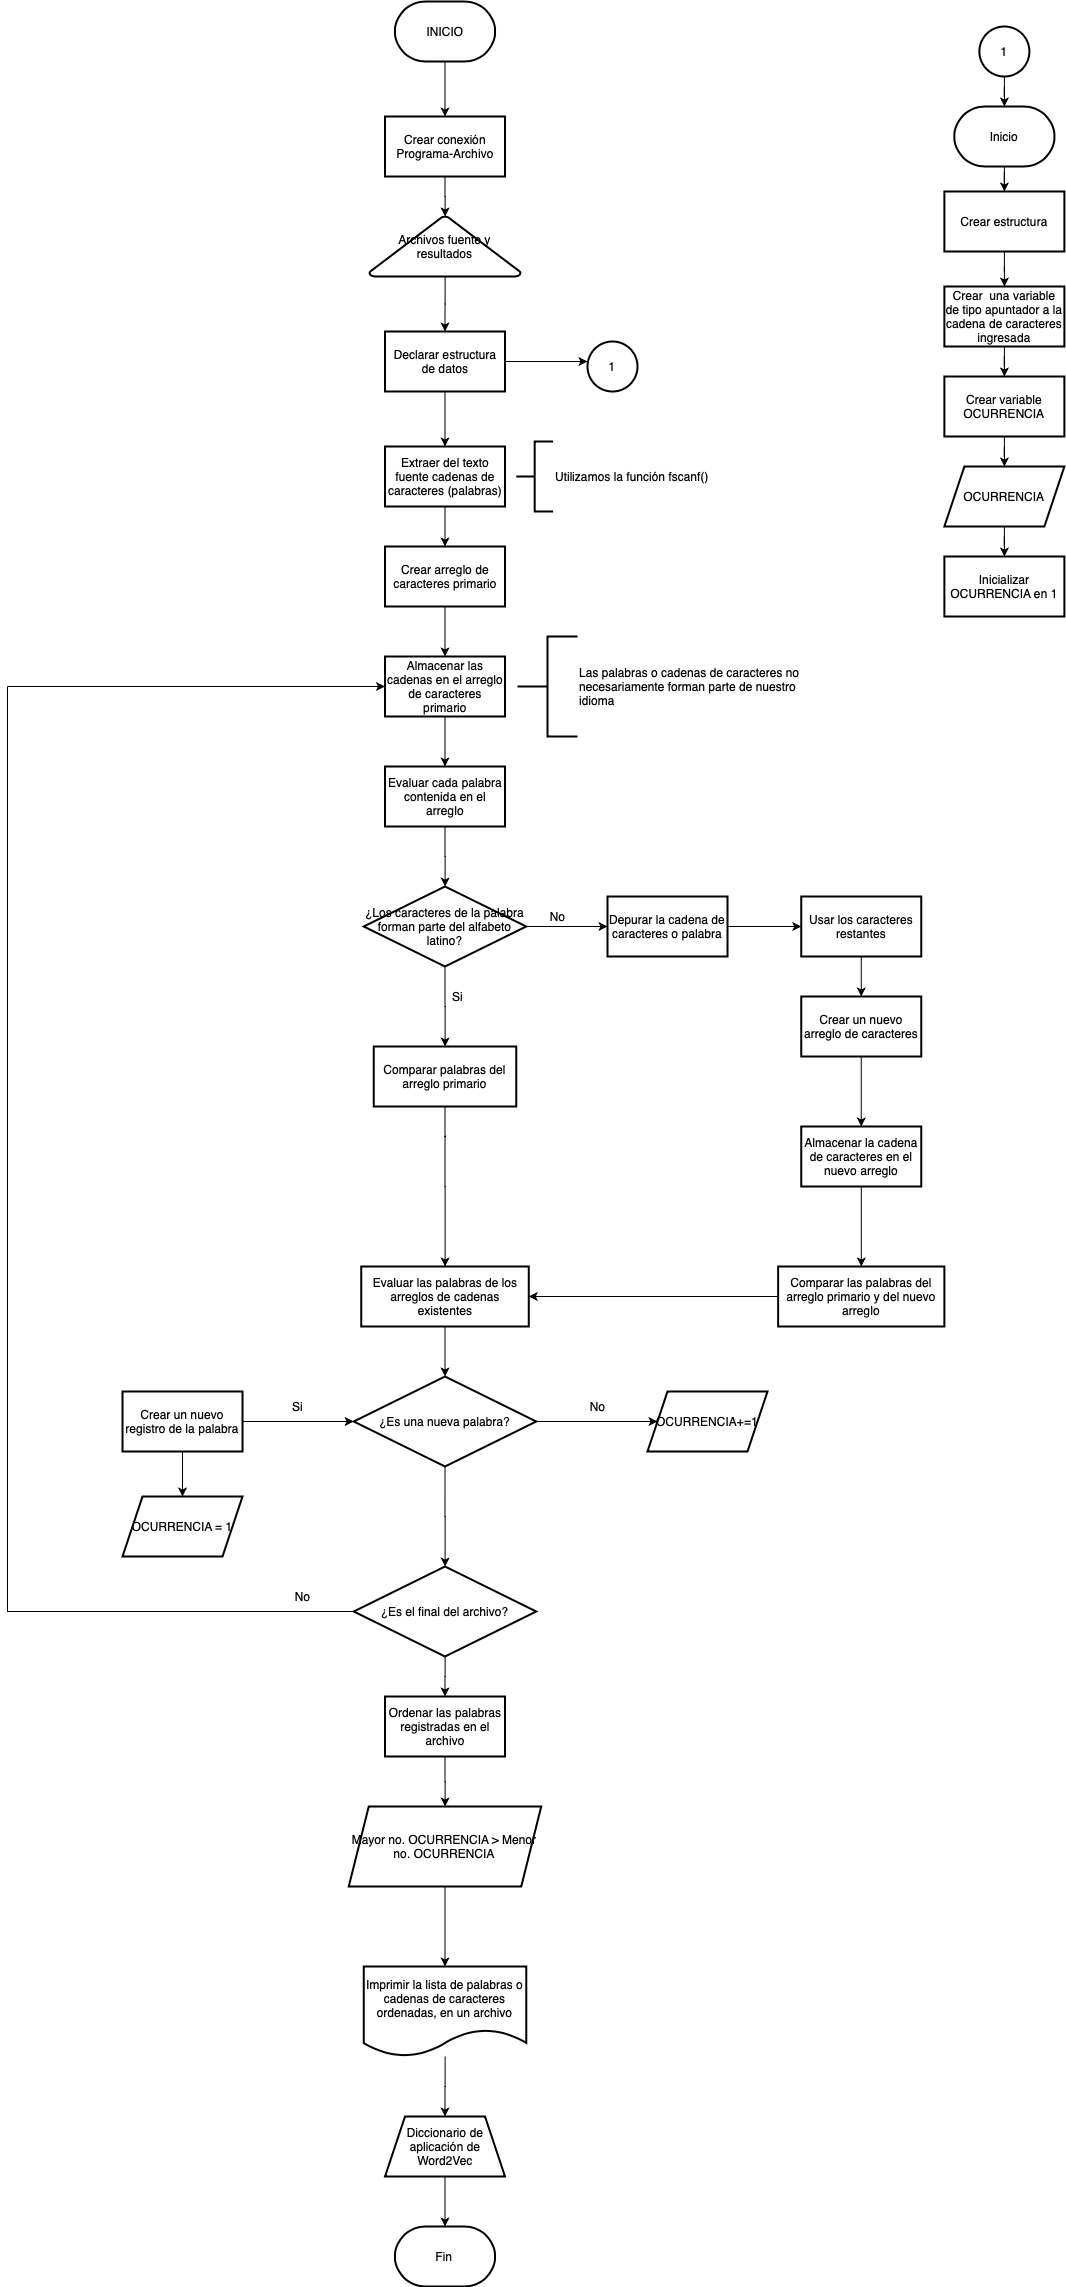 INICIO
Crear conexión
Programa-Archivo
Archivos fuente y
resultados
Declarar estructura
de datos
1
Extraer del texto
fuente cadenas de
caracteres (palabras)
Utilizamos la función fscanf()
Crear arreglo de
caracteres primario
Almacenar las
cadenas en el arreglo
de caracteres
primario
Las palabras o cadenas de caracteres no
necesariamente forman parte de nuestro
idioma
Evaluar cada palabra
contenida en el
arreglo
¿Los caracteres de la palabra
forman parte del alfabeto
latino?
No
Depurar la cadena de
caracteres o palabra
Usar los caracteres
restantes
Crear un nuevo
arreglo de caracteres
Almacenar la cadena
de caracteres en el
nuevo arreglo
Comparar las palabras del
arreglo primario y del nuevo
arreglo
Si
Comparar palabras del
arreglo primario
Evaluar las palabras de los
arreglos de cadenas
existentes
¿Es una nueva palabra?
Si
Crear un nuevo
registro de la palabra
OCURRENCIA = 1
No
OCURRENCIA+=1
¿Es el final del archivo?
No
Ordenar las palabras
registradas en el
archivo
Mayor no. OCURRENCIA > Menor
no. OCURRENCIA
Imprimir la lista de palabras o
cadenas de caracteres
ordenadas, en un archivo
Diccionario de
aplicación de
Word2Vec
Fin
1
Inicio
Crear estructura
Crear una variable
de tipo apuntador a la
cadena de caracteres
ingresada
Crear variable
OCURRENCIA
OCURRENCIA
Inicializar
OCURRENCIA en 1